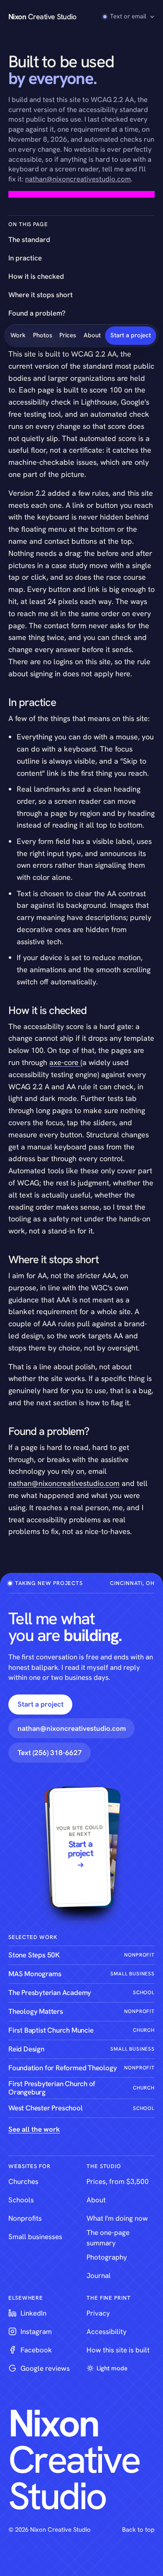 Nixon Creative Studio
Text or email
Built to be used
by everyone.
I build and test this site to WCAG 2.2 AA, the
current version of the accessibility standard
most public bodies are held to. I check every
page against it, one requirement at a time, on
November 8, 2026, and automated checks run
on every change. No website is ever perfectly
accessible, so if anything is hard to use with a
keyboard or a screen reader, tell me and I'll
fix it: nathan@nixoncreativestudio.com.
ON THIS PAGE
The standard
In practice
How it is checked
Where it stops short
Found a problem?
Work
Photos
Prices
About
Start a project
This site is built to WCAG 2.2 AA, the
current version of the standard most public
bodies and larger organizations are held
to. Each page is built to score 100 on the
accessibility check in Lighthouse, Google's
free testing tool, and an automated check
runs on every change so that score does
not quietly slip. That automated score is a
useful floor, not a certificate: it catches the
machine-checkable issues, which are only
one part of the picture.
Version 2.2 added a few rules, and this site
meets each one. A link or button you reach
with the keyboard is never hidden behind
the floating menu at the bottom or the
name and contact buttons at the top.
Nothing needs a drag: the before and after
pictures in a case study move with a single
tap or click, and so does the near course
map. Every button and link is big enough to
hit, at least 24 pixels each way. The ways
to reach me sit in the same order on every
page. The contact form never asks for the
same thing twice, and you can check and
change every answer before it sends.
There are no logins on this site, so the rule
about signing in does not apply here.
In practice
A few of the things that means on this site:
• Everything you can do with a mouse, you
can do with a keyboard. The focus
outline is always visible, and a "Skip to
content" link is the first thing you reach.
• Real landmarks and a clean heading
order, so a screen reader can move
through a page by region and by heading
instead of reading it all top to bottom.
• Every form field has a visible label, uses
the right input type, and announces its
own errors rather than signalling them
with color alone.
• Text is chosen to clear the AA contrast
bar against its background. Images that
carry meaning have descriptions; purely
decorative ones are hidden from
assistive tech.
• If your device is set to reduce motion,
the animations and the smooth scrolling
switch off automatically.
How it is checked
The accessibility score is a hard gate: a
change cannot ship if it drops any template
below 100. On top of that, the pages are
run through axe-core (a widely used
accessibility testing engine) against every
WCAG 2.2 A and AA rule it can check, in
light and dark mode. Further tests tab
through long pages to make sure nothing
covers the focus, tap the sliders, and
measure every button. Structural changes
get a manual keyboard pass from the
address bar through every control.
Automated tools like these only cover part
of WCAG; the rest is judgment, whether the
alt text is actually useful, whether the
reading order makes sense, so I treat the
tooling as a safety net under the hands-on
work, not a stand-in for it.
Where it stops short
I aim for AA, not the stricter AAA, on
purpose, in line with the W3C's own
guidance that AAA is not meant as a
blanket requirement for a whole site. A
couple of AAA rules pull against a brand-
led design, so the work targets AA and
stops there by choice, not by oversight.
That is a line about polish, not about
whether the site works. If a specific thing is
genuinely hard for you to use, that is a bug,
and the next section is how to flag it.
Found a problem?
If a page is hard to read, hard to get
through, or breaks with the assistive
technology you rely on, email
nathan@nixoncreativestudio.com and tell
me what happened and what you were
using. It reaches a real person, me, and I
treat accessibility problems as real
problems to fix, not as nice-to-haves.
TAKING NEW PROJECTS
CINCINNATI, OH
Tell me what
you are building.
The first conversation is free and ends with an
honest ballpark. I read it myself and reply
within one or two business days.
Start a project
nathan@nixoncreativestudio.com
Text (256) 318-6627
YOUR SITE COULD
BE NEXT
Start a
project
→
SELECTED WORK
Stone Steps 50K
NONPROFIT
MAS Monograms
SMALL BUSINESS
The Presbyterian Academy
SCHOOL
Theology Matters
NONPROFIT
First Baptist Church Muncie
CHURCH
Reid Design
SMALL BUSINESS
Foundation for Reformed Theology
NONPROFIT
First Presbyterian Church of
Orangeburg
CHURCH
West Chester Preschool
SCHOOL
See all the work
WEBSITES FOR
Churches
Schools
Nonprofits
Small businesses
THE STUDIO
Prices, from $3,500
About
What I'm doing now
The one-page
summary
Photography
Journal
ELSEWHERE
LinkedIn
Instagram
Facebook
Google reviews
THE FINE PRINT
Privacy
Accessibility
How this site is built
Light mode
Nixon
Creative
Studio
© 2026 Nixon Creative Studio
Back to top